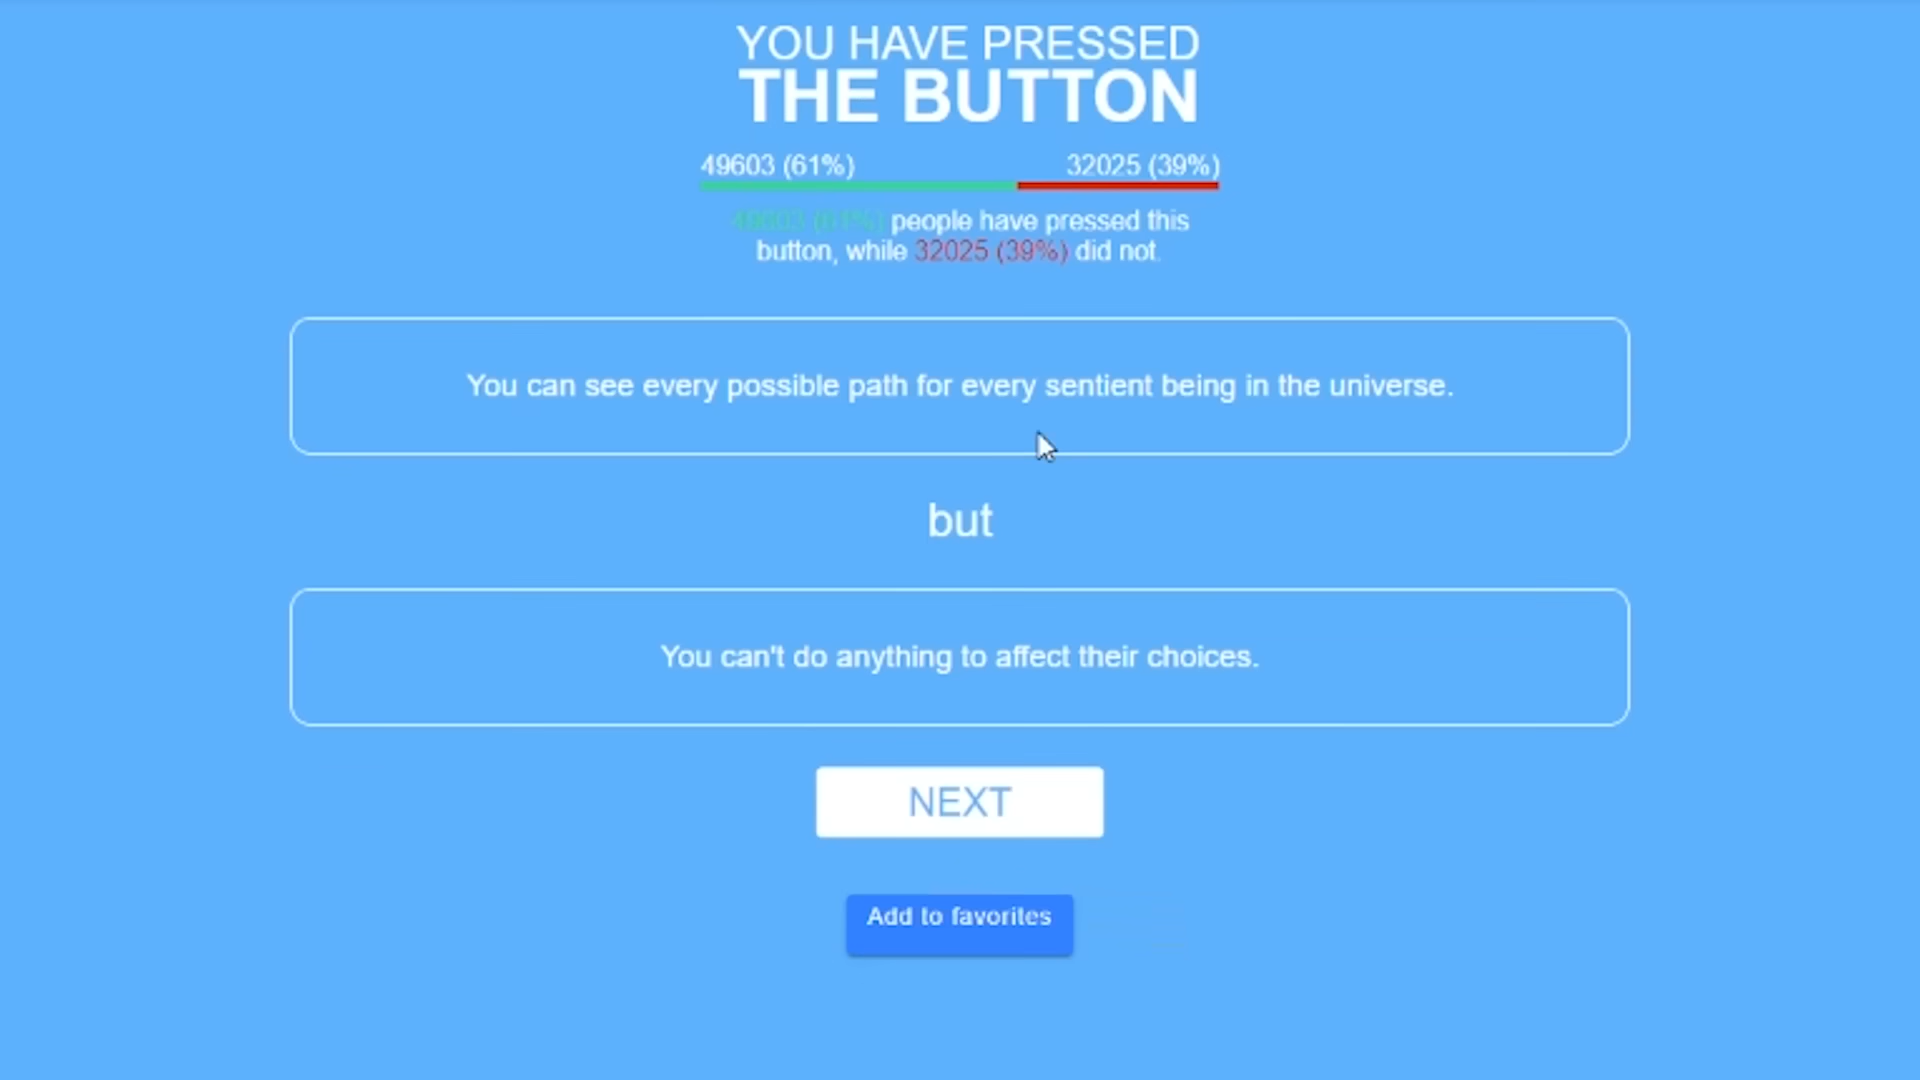 YOU HAVE PRESSED
THE BUTTON
49603 (61%)
32025 (39%)
49603 (61%) people have pressed this
button, while 32025 (39%) did not.
You can see every possible path for every sentient being in the universe.
but
You can't do anything to affect their choices.
NEXT
Add to favorites